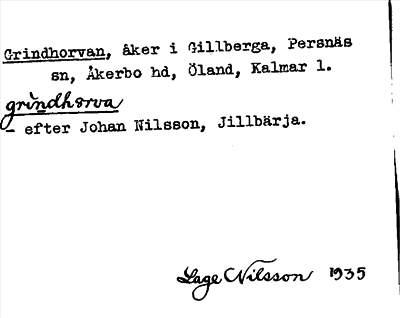 Grindhorvan, åker i Gillberga, Persnäs
sn, Åkerbo hd, Öland, Kalmar l.
grindhorva
- efter Johan Nilsson, Jillbärja.
Lage Nilsson 1935